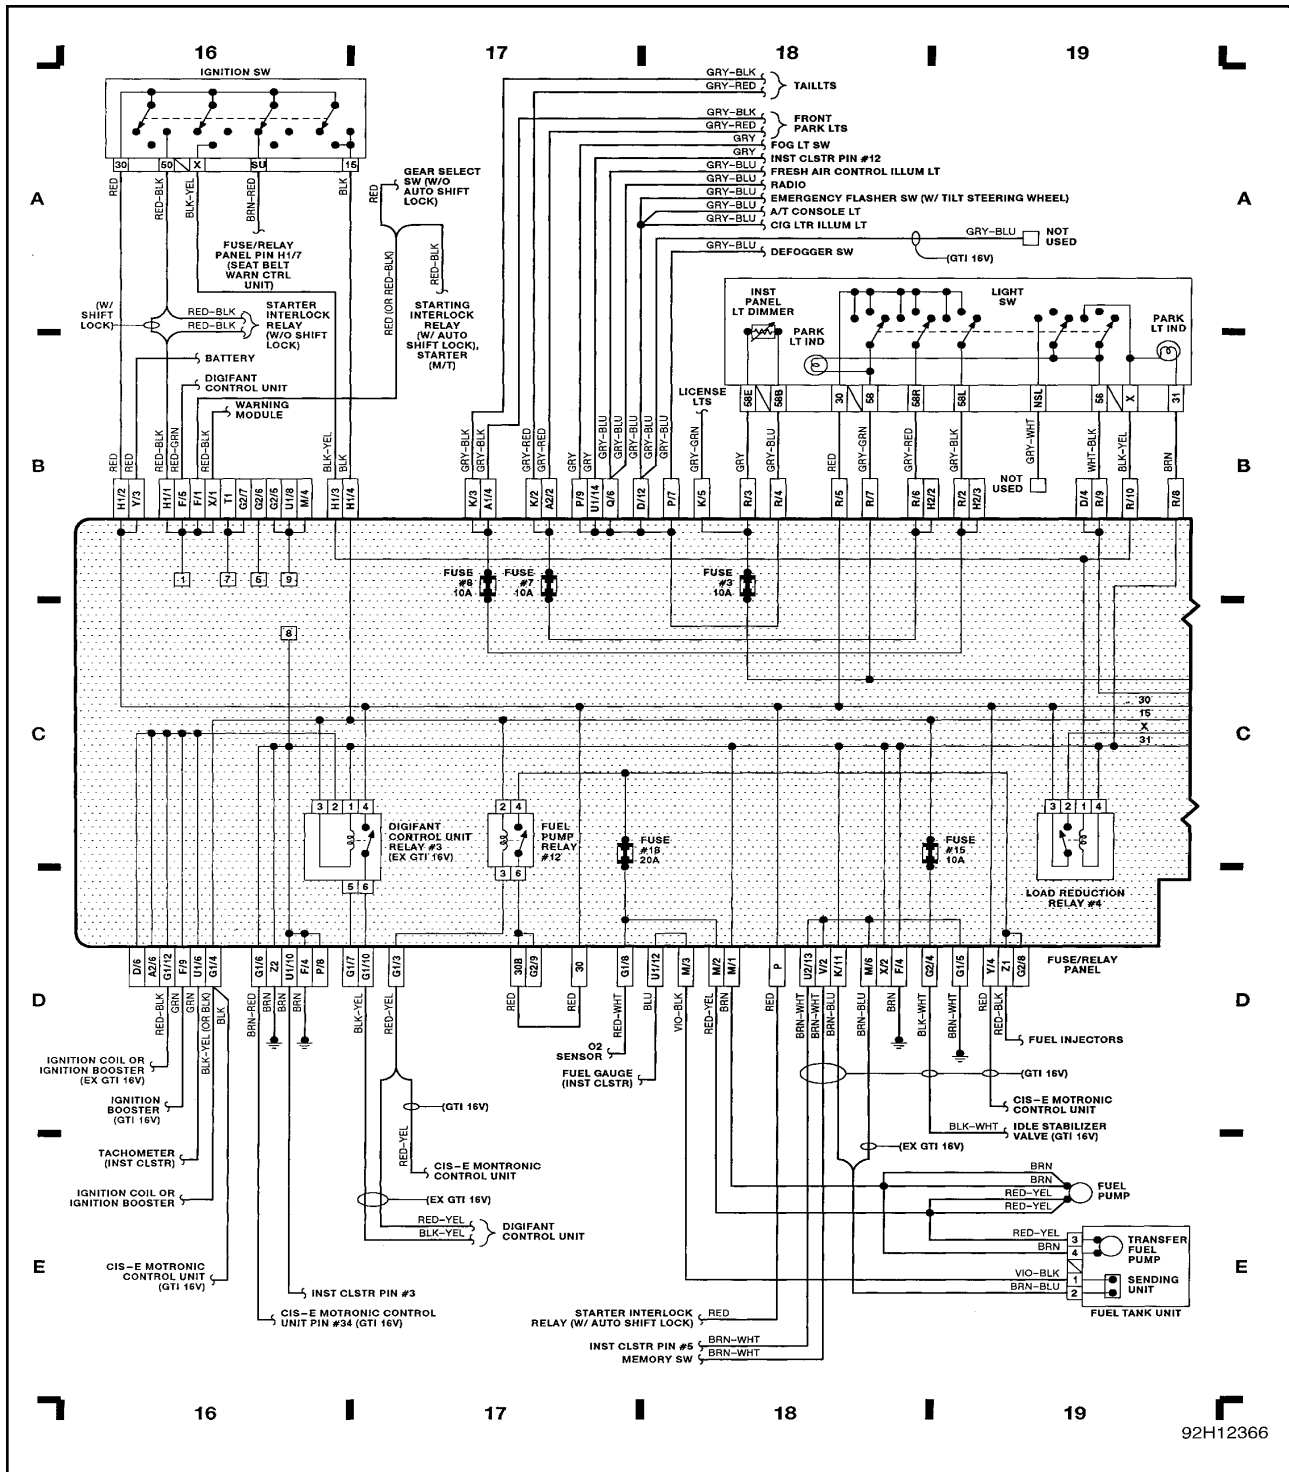 16
17
18
19
IGNITION SW
30
50
X
SU
15
RED
RED-BLK
BLK-YEL
BRN-RED
BLK
FUSE/RELAY
PANEL PIN H1/7
(SEAT BELT
WARN CTRL
UNIT)
RED
GEAR SELECT
SW (W/O
AUTO SHIFT
LOCK)
RED (OR RED-BLK)
RED-BLK
STARTING
INTERLOCK
RELAY
(W/ AUTO
SHIFT LOCK),
STARTER
(M/T)
(W/
SHIFT
LOCK)
RED-BLK
RED-BLK
STARTER
INTERLOCK
RELAY
(W/O SHIFT
LOCK)
BATTERY
DIGIFANT
CONTROL UNIT
WARNING
MODULE
GRY-BLK
GRY-RED
TAILLTS
GRY-BLK
GRY-RED
FRONT
PARK LTS
GRY
FOG LT SW
GRY
INST CLSTR PIN #12
GRY-BLU
FRESH AIR CONTROL ILLUM LT
GRY-BLU
RADIO
GRY-BLU
EMERGENCY FLASHER SW (W/ TILT STEERING WHEEL)
GRY-BLU
A/T CONSOLE LT
GRY-BLU
CIG LTR ILLUM LT
GRY-BLU
DEFOGGER SW
GRY-BLU
NOT
USED
(GTI 16V)
A
A
INST
PANEL
LT DIMMER
PARK
LT IND
LIGHT
SW
PARK
LT IND
LICENSE
LTS
58E
58B
30
58
58R
58L
NSL
56
X
31
B
B
RED
RED
RED-BLK
RED-GRN
RED-BLK
BLK-YEL
BLK
GRY-BLK
GRY-BLK
GRY-RED
GRY-RED
GRY
GRY
GRY-BLU
GRY-BLU
GRY-BLU
GRY-BLU
GRY-BLU
GRY-GRN
GRY
GRY-BLU
RED
GRY-GRN
GRY-RED
GRY-BLK
GRY-WHT
NOT
USED
WHT-BLK
BLK-YEL
BRN
H1/2
Y/3
H1/1
F/5
F/1
X/1
T1
G2/7
G2/6
G2/5
U1/8
M/4
H1/3
H1/4
K/3
A1/4
K/2
A2/2
P/9
U1/14
Q/6
D/12
P/7
K/5
R/3
R/4
R/5
R/7
R/6
H2/2
R/2
H2/3
D/4
R/9
R/10
R/8
1
7
5
9
8
FUSE
#8
10A
FUSE
#7
10A
FUSE
#3
10A
C
C
30
15
X
31
3
2
1
4
DIGIFANT
CONTROL UNIT
RELAY #3
(EX GTI 16V)
5
6
2
4
FUEL
PUMP
RELAY
#12
3
6
FUSE
#18
20A
FUSE
#15
10A
3
2
1
4
LOAD REDUCTION
RELAY #4
FUSE/RELAY
PANEL
D/6
A2/6
G1/12
F/9
U1/6
G1/4
G1/6
Z2
U1/10
F/4
P/8
G1/7
G1/10
G1/3
30B
G2/9
30
G1/8
U1/12
M/3
M/2
M/1
P
U2/13
V/2
K/11
M/6
X/2
F/4
G2/4
G1/5
Y/4
Z1
G2/8
D
D
RED-BLK
GRN
GRN
BLK-YEL (OR BLK)
BLK
BRN-RED
BRN
BRN
BRN
BLK-YEL
RED-YEL
RED
RED
RED-WHT
BLU
VIO-BLK
RED-YEL
BRN
RED
BRN-WHT
BRN-WHT
BRN-BLU
BRN-BLU
BRN
BLK-WHT
BRN-WHT
RED
RED-BLK
IGNITION COIL OR
IGNITION BOOSTER
(EX GTI 16V)
IGNITION
BOOSTER
(GTI 16V)
TACHOMETER
(INST CLSTR)
IGNITION COIL OR
IGNITION BOOSTER
CIS-E MOTRONIC
CONTROL UNIT
(GTI 16V)
O2
SENSOR
FUEL GAUGE
(INST CLSTR)
FUEL INJECTORS
(GTI 16V)
CIS-E MOTRONIC
CONTROL UNIT
BLK-WHT
IDLE STABILIZER
VALVE (GTI 16V)
(EX GTI 16V)
(GTI 16V)
RED-YEL
CIS-E MONTRONIC
CONTROL UNIT
(EX GTI 16V)
RED-YEL
BLK-YEL
DIGIFANT
CONTROL UNIT
BRN
BRN
RED-YEL
RED-YEL
FUEL
PUMP
RED-YEL
3
BRN
4
TRANSFER
FUEL
PUMP
VIO-BLK
1
BRN-BLU
2
SENDING
UNIT
FUEL TANK UNIT
E
E
INST CLSTR PIN #3
CIS-E MOTRONIC CONTROL
UNIT PIN #34 (GTI 16V)
STARTER INTERLOCK
RELAY (W/ AUTO SHIFT LOCK)
RED
INST CLSTR PIN #5
BRN-WHT
MEMORY SW
BRN-WHT
16
17
18
19
92H12366